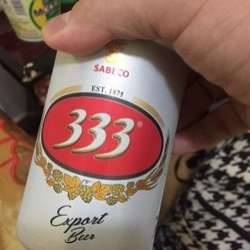 SABECO
EST. 1875
333®
Export
Beer